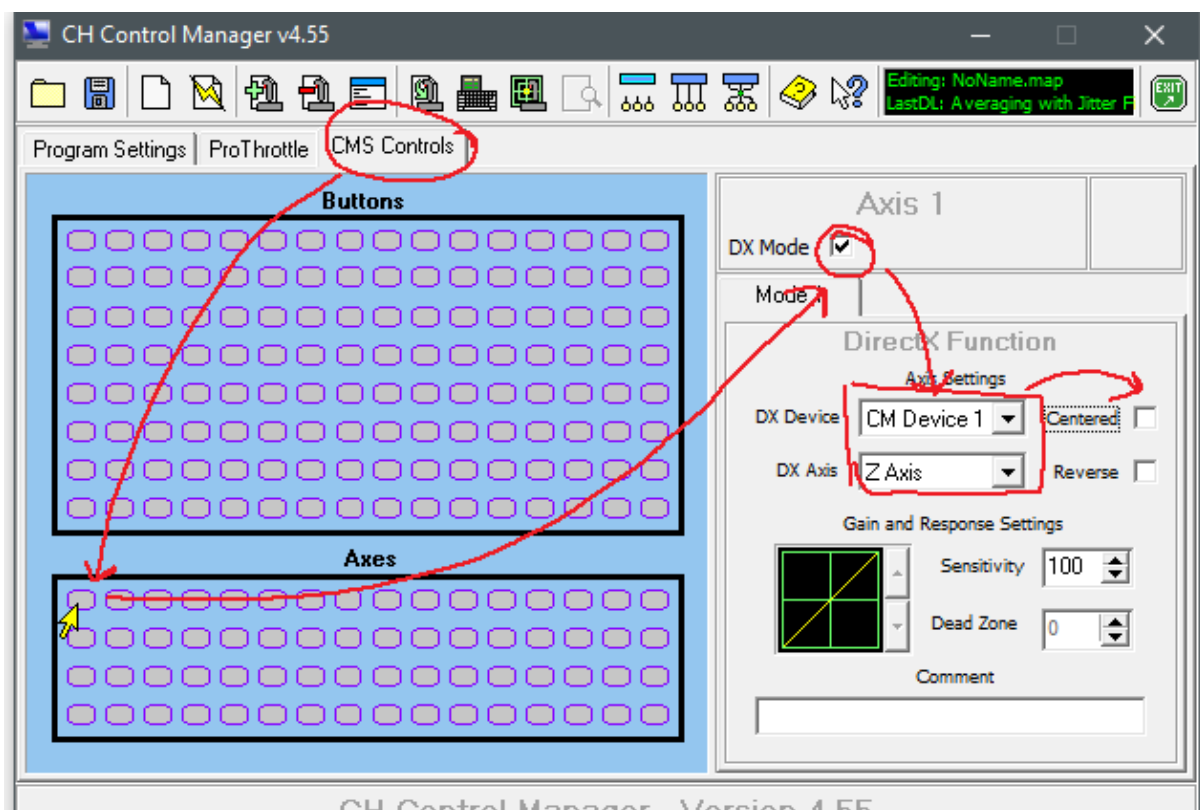 CH Control Manager v4.55
Editing: NoName.map
LastDL: Averaging with Jitter F
EXIT
Program Settings
ProThrottle
CMS Controls
Buttons
Axes
Axis 1
DX Mode
Mode 1
DirectX Function
Axis Settings
DX Device
CM Device 1
Centered
DX Axis
Z Axis
Reverse
Gain and Response Settings
Sensitivity
100
Dead Zone
0
Comment
CH Control Manager - Version 4.55